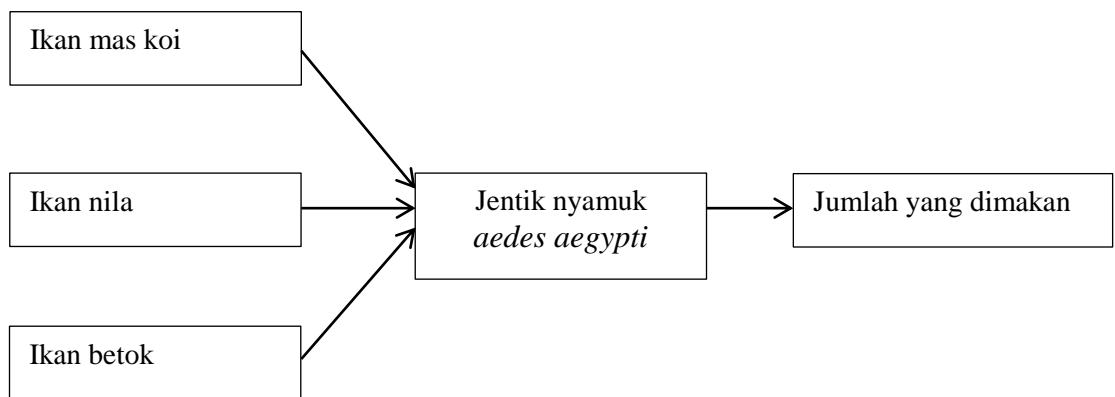 Ikan mas koi
Ikan nila
Jentik nyamuk
aedes aegypti
Jumlah yang dimakan
Ikan betok